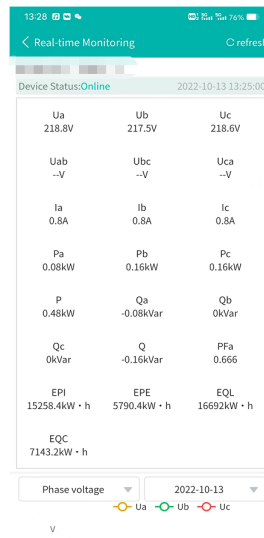 13:28 76%
Real-time Monitoring refresh
Device Status:Online 2022-10-13 13:25:00
Ua Ub Uc
218.8V 217.5V 218.6V
Uab Ubc Uca
--V --V --V
Ia Ib Ic
0.8A 0.8A 0.8A
Pa Pb Pc
0.08kW 0.16kW 0.16kW
P Qa Qb
0.48kW -0.08kVar 0kVar
Qc Q PFa
0kVar -0.16kVar 0.666
EPI EPE EQL
15258.4kW·h 5790.4kW·h 16692kW·h
EQC
7143.2kW·h
Phase voltage 2022-10-13
Ua Ub Uc
V